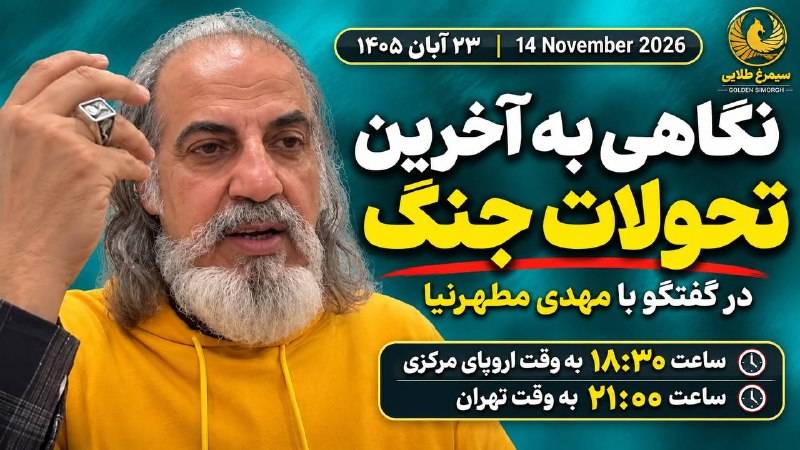 ۲۳ آبان ۱۴۰۵ | 14 November 2026
سیمرغ طلایی
GOLDEN SIMORGH
نگاهی به آخرین
تحولات جنگ
در گفتگو با مهدی مطهرنیا
ساعت ۱۸:۳۰ به وقت اروپای مرکزی
ساعت ۲۱:۰۰ به وقت تهران